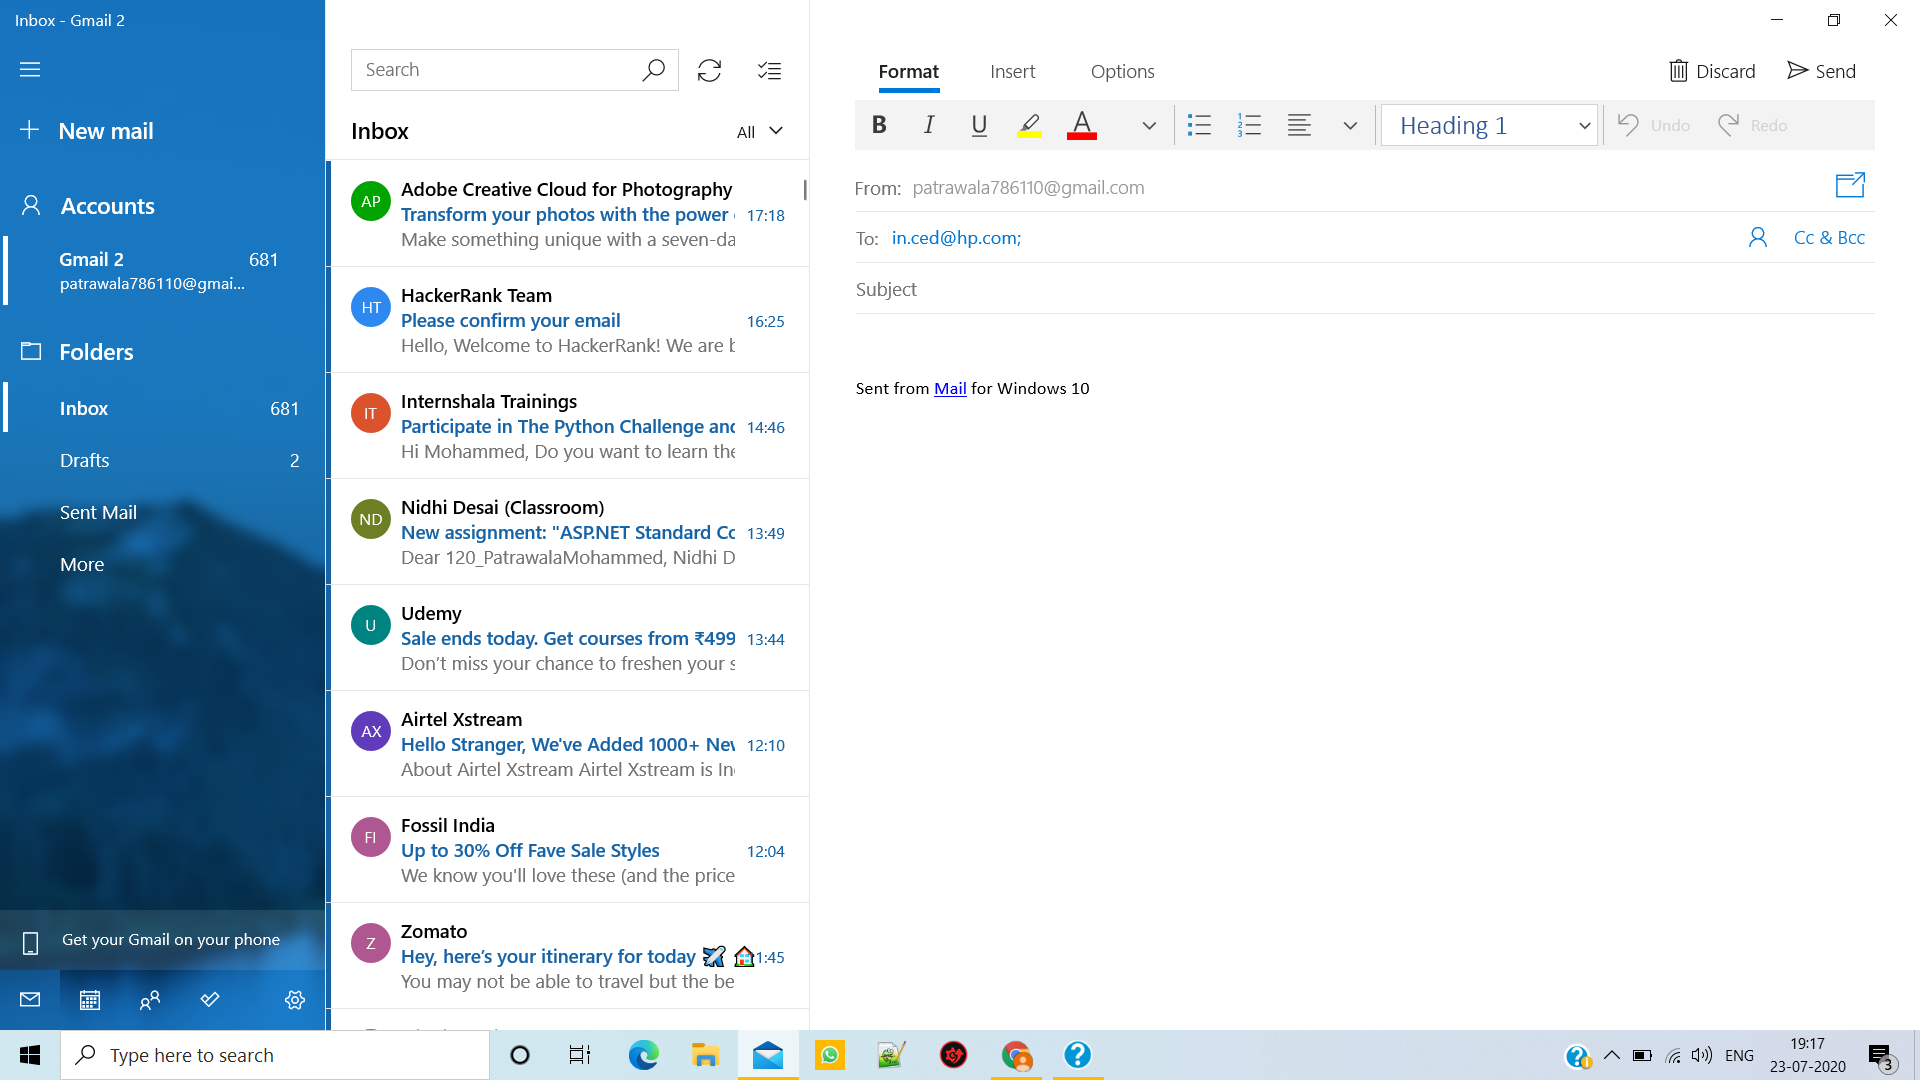 Inbox - Gmail 2
New mail
Accounts
Gmail 2 681
patrawala786110@gmai...
Folders
Inbox 681
Drafts 2
Sent Mail
More
Get your Gmail on your phone
Search
Inbox
All
AP
Adobe Creative Cloud for Photography
Transform your photos with the power 17:18
Make something unique with a seven-da
HT
HackerRank Team
Please confirm your email 16:25
Hello, Welcome to HackerRank! We are b
IT
Internshala Trainings
Participate in The Python Challenge and 14:46
Hi Mohammed, Do you want to learn the
ND
Nidhi Desai (Classroom)
New assignment: "ASP.NET Standard Co 13:49
Dear 120_PatrawalaMohammed, Nidhi D
U
Udemy
Sale ends today. Get courses from ₹499 13:44
Don't miss your chance to freshen your s
AX
Airtel Xstream
Hello Stranger, We've Added 1000+ Nev 12:10
About Airtel Xstream Airtel Xstream is In
FI
Fossil India
Up to 30% Off Fave Sale Styles 12:04
We know you'll love these (and the price
Z
Zomato
Hey, here's your itinerary for today ✈️ 🏠 1:45
You may not be able to travel but the be
Format Insert Options
Discard Send
B I U A Heading 1 Undo Redo
From: patrawala786110@gmail.com
To: in.ced@hp.com; Cc & Bcc
Subject
Sent from Mail for Windows 10
Type here to search
ENG
19:17
23-07-2020
3